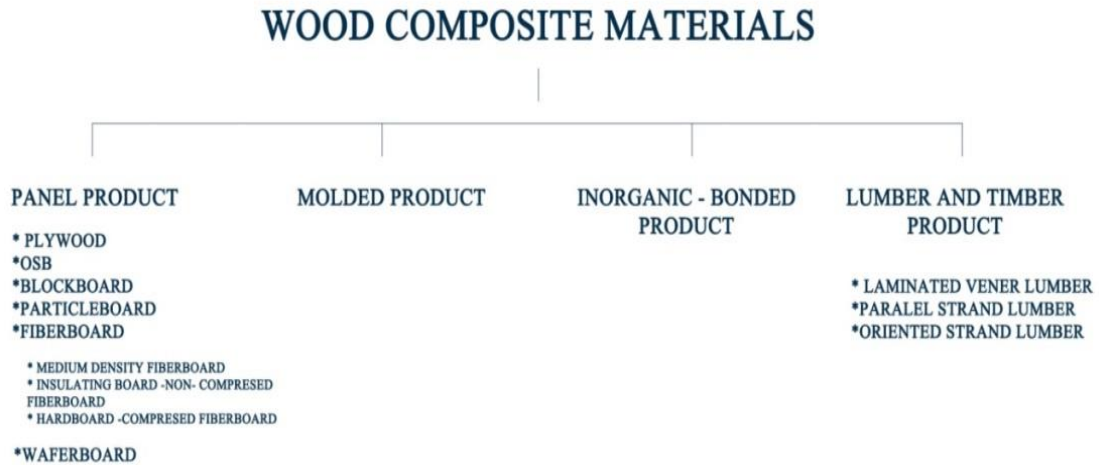 WOOD COMPOSITE MATERIALS
PANEL PRODUCT
* PLYWOOD
*OSB
*BLOCKBOARD
*PARTICLEBOARD
*FIBERBOARD
* MEDIUM DENSITY FIBERBOARD
* INSULATING BOARD -NON- COMPRESED
FIBERBOARD
* HARDBOARD -COMPRESED FIBERBOARD
*WAFERBOARD
MOLDED PRODUCT
INORGANIC - BONDED
PRODUCT
LUMBER AND TIMBER
PRODUCT
* LAMINATED VENER LUMBER
*PARALEL STRAND LUMBER
*ORIENTED STRAND LUMBER